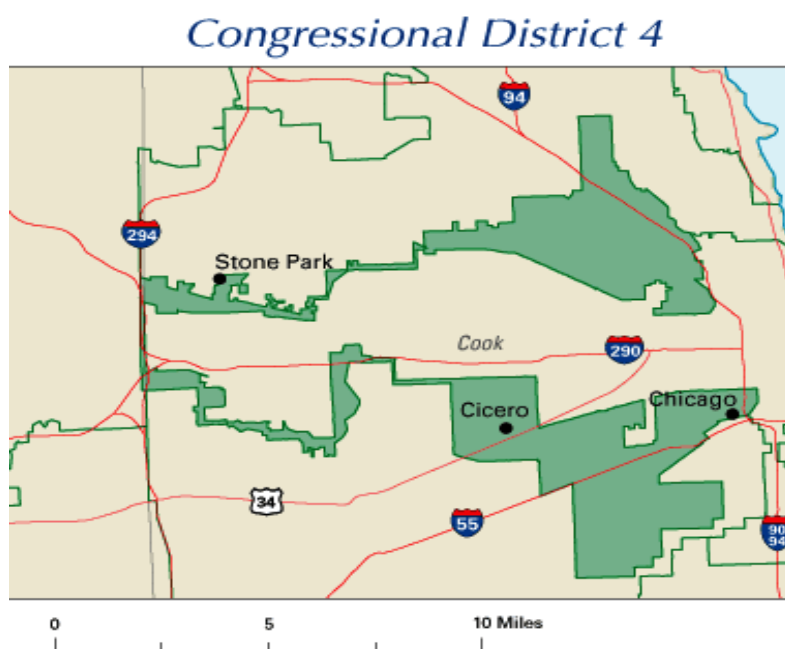 Congressional District 4
94
294
Stone Park
Cook
290
Chicago
Cicero
34
55
90
94
0 5 10 Miles